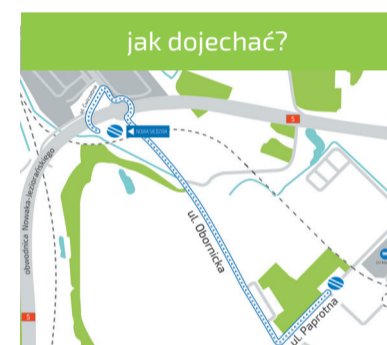 jak dojechać?
ul. Obornicka
ul. Paprotna
obwodnica Nowaka-Jeziorańskiego
5
5